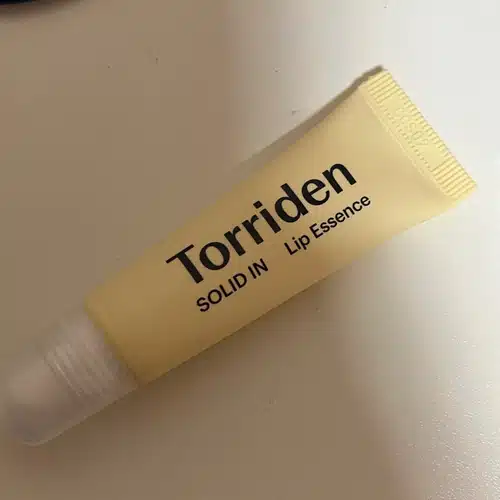 Torriden
SOLID IN Lip Essence